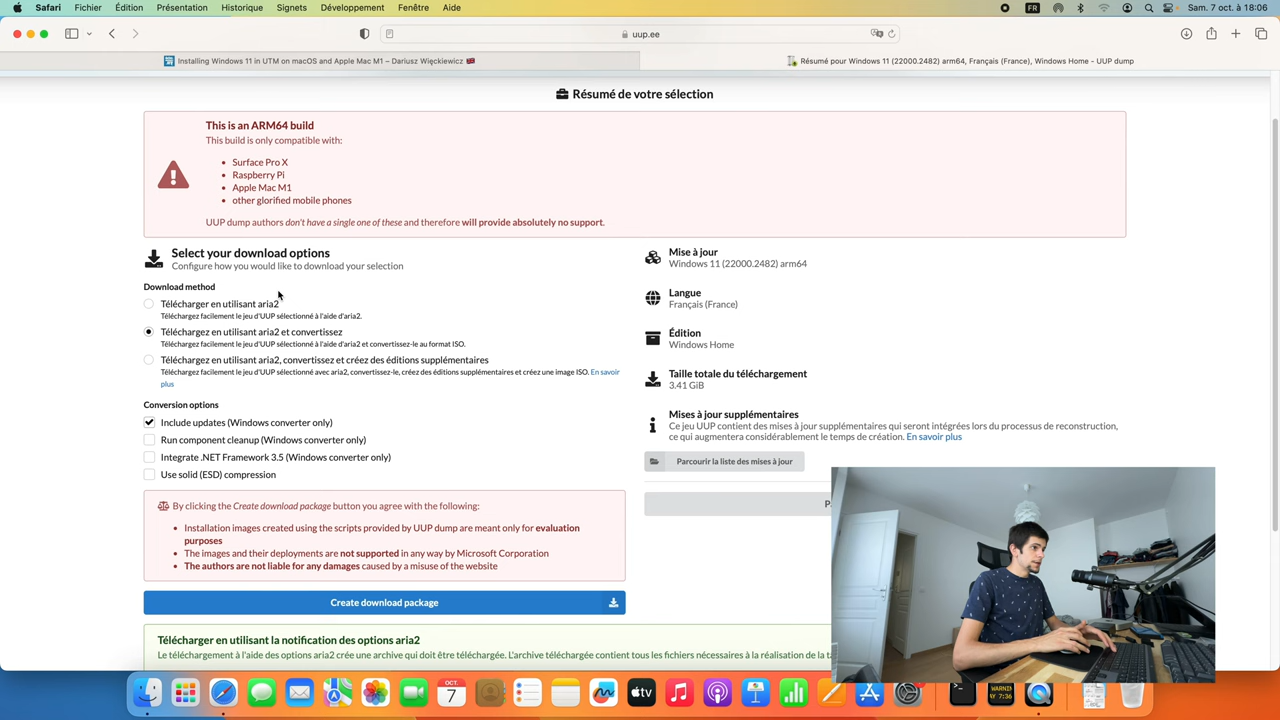 Safari Fichier Édition Présentation Historique Signets Développement Fenêtre Aide FR Sam. 7 oct. à 18:06
uup.ee
Installing Windows 11 in UTM on macOS and Apple Mac M1 – Dariusz Więckiewicz 🇬🇧
Résumé pour Windows 11 (22000.2482) arm64, Français (France), Windows Home - UUP dump
Résumé de votre sélection
This is an ARM64 build
This build is only compatible with:
• Surface Pro X
• Raspberry Pi
• Apple Mac M1
• other glorified mobile phones
UUP dump authors don't have a single one of these and therefore will provide absolutely no support.
Select your download options
Configure how you would like to download your selection
Download method
Télécharger en utilisant aria2
Téléchargez facilement le jeu d'UUP sélectionné à l'aide d'aria2.
Téléchargez en utilisant aria2 et convertissez
Téléchargez facilement le jeu d'UUP sélectionné à l'aide d'aria2 et convertissez-le au format ISO.
Téléchargez en utilisant aria2, convertissez et créez des éditions supplémentaires
Téléchargez facilement le jeu d'UUP sélectionné avec aria2, convertissez-le, créez des éditions supplémentaires et créez une image ISO. En savoir
plus
Conversion options
Include updates (Windows converter only)
Run component cleanup (Windows converter only)
Integrate .NET Framework 3.5 (Windows converter only)
Use solid (ESD) compression
By clicking the Create download package button you agree with the following:
• Installation images created using the scripts provided by UUP dump are meant only for evaluation
purposes
• The images and their deployments are not supported in any way by Microsoft Corporation
• The authors are not liable for any damages caused by a misuse of the website
Create download package
Mise à jour
Windows 11 (22000.2482) arm64
Langue
Français (France)
Édition
Windows Home
Taille totale du téléchargement
3.41 GiB
Mises à jour supplémentaires
Ce jeu UUP contient des mises à jour supplémentaires qui seront intégrées lors du processus de reconstruction,
ce qui augmentera considérablement le temps de création. En savoir plus
Parcourir la liste des mises à jour
Télécharger en utilisant la notification des options aria2
Le téléchargement à l'aide des options aria2 crée une archive qui doit être téléchargée. L'archive téléchargée contient tous les fichiers nécessaires à la réalisation de la
OCT.
7
tv
WARNI